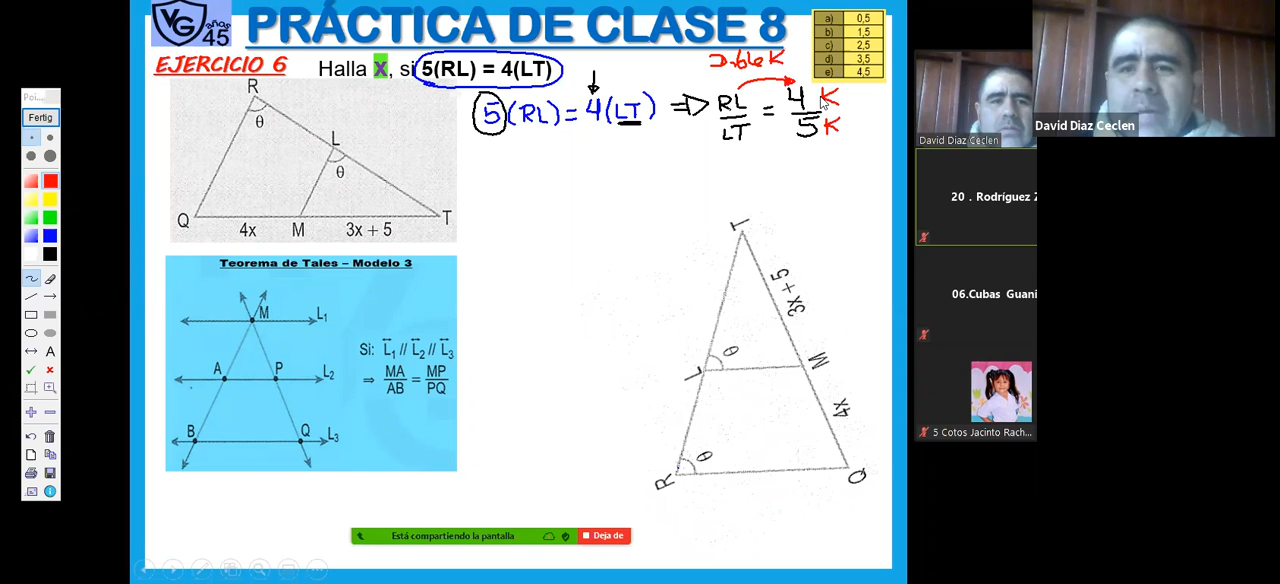 VG
años
45
PRÁCTICA DE CLASE 8
a) 0,5
b) 1,5
c) 2,5
d) 3,5
e) 4,5
EJERCICIO 6
Halla x, si 5(RL) = 4(LT)
5(RL) = 4(LT) ⇒ RL/LT = 4K/5K
Fertig
R
θ
L
θ
Q
4x
M
3x + 5
T
Teorema de Tales – Modelo 3
M
L1
A
P
L2
B
Q
L3
Si: L1 // L2 // L3
⇒ MA/AB = MP/PQ
T
3x + 5
θ
L
M
4x
θ
R
Q
Está compartiendo la pantalla
Deja de
David Diaz Ceclen
David Diaz Ceclen
20 . Rodríguez
06.Cubas Guani
5 Cotos Jacinto Rach...